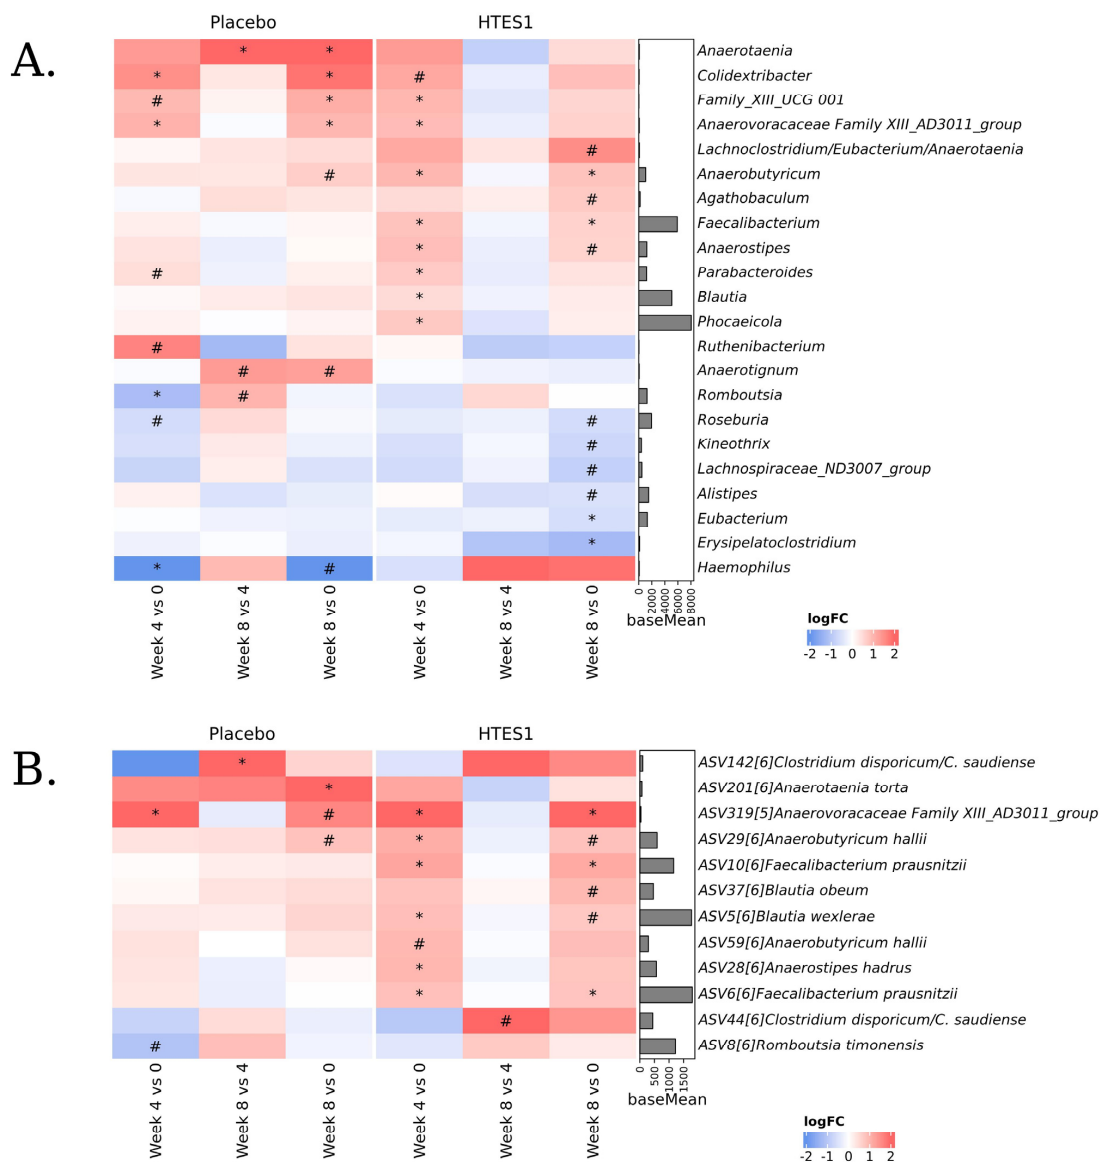 A.
Placebo HTES1
* * Anaerotaenia
* * # Colidextribacter
# * * Family_XIII_UCG 001
* * * Anaerovoracaceae Family XIII_AD3011_group
# Lachnoclostridium/Eubacterium/Anaerotaenia
# * * Anaerobutyricum
# Agathobaculum
* * Faecalibacterium
* # Anaerostipes
# * Parabacteroides
* Blautia
* Phocaeicola
# Ruthenibacterium
# # Anaerotignum
* # Romboutsia
# # Roseburia
# Kineothrix
# Lachnospiraceae_ND3007_group
# Alistipes
* Eubacterium
* Erysipelatoclostridium
* # Haemophilus
Week 4 vs 0
Week 8 vs 4
Week 8 vs 0
Week 4 vs 0
Week 8 vs 4
Week 8 vs 0
0
2000
4000
6000
8000
baseMean
logFC
-2 -1 0 1 2
B.
Placebo HTES1
* ASV142[6]Clostridium disporicum/C. saudiense
* ASV201[6]Anaerotaenia torta
* # * * ASV319[5]Anaerovoracaceae Family XIII_AD3011_group
# * # ASV29[6]Anaerobutyricum hallii
* * ASV10[6]Faecalibacterium prausnitzii
# ASV37[6]Blautia obeum
* # ASV5[6]Blautia wexlerae
# ASV59[6]Anaerobutyricum hallii
* ASV28[6]Anaerostipes hadrus
* * ASV6[6]Faecalibacterium prausnitzii
# ASV44[6]Clostridium disporicum/C. saudiense
# ASV8[6]Romboutsia timonensis
Week 4 vs 0
Week 8 vs 4
Week 8 vs 0
Week 4 vs 0
Week 8 vs 4
Week 8 vs 0
0
500
1000
1500
baseMean
logFC
-2 -1 0 1 2